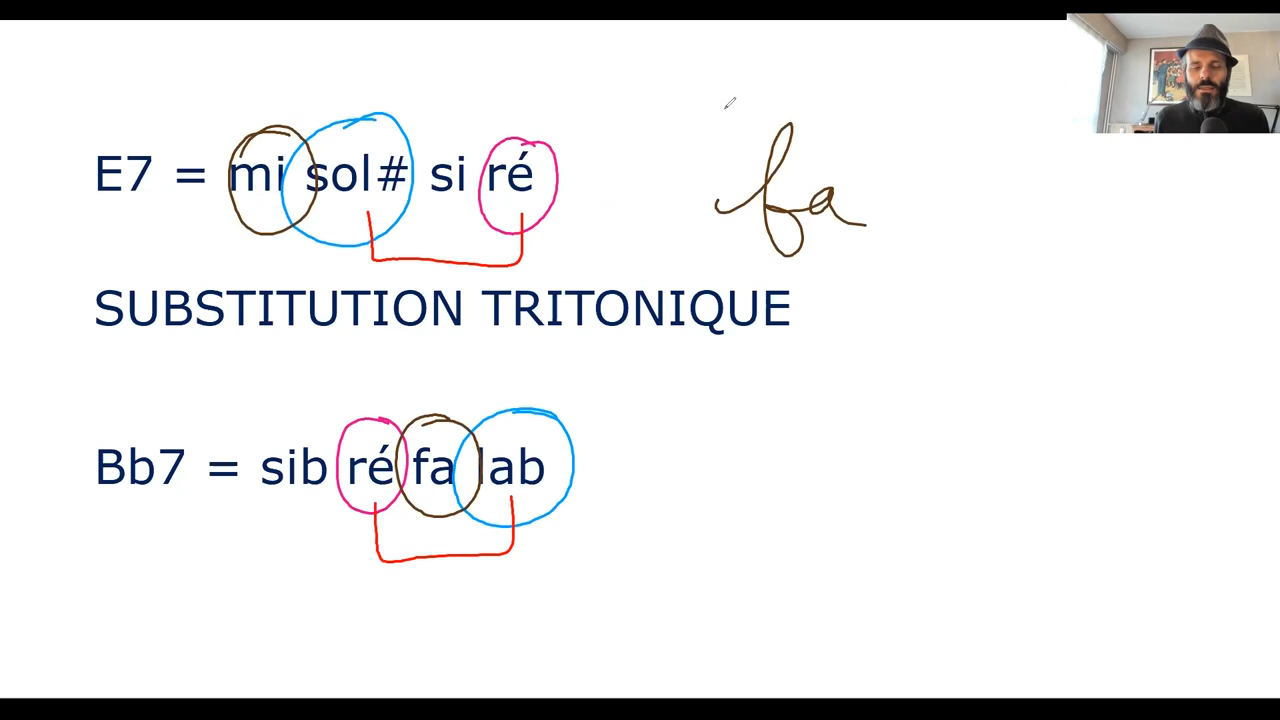 E7 = mi sol# si ré
fa
SUBSTITUTION TRITONIQUE
Bb7 = sib ré fa lab